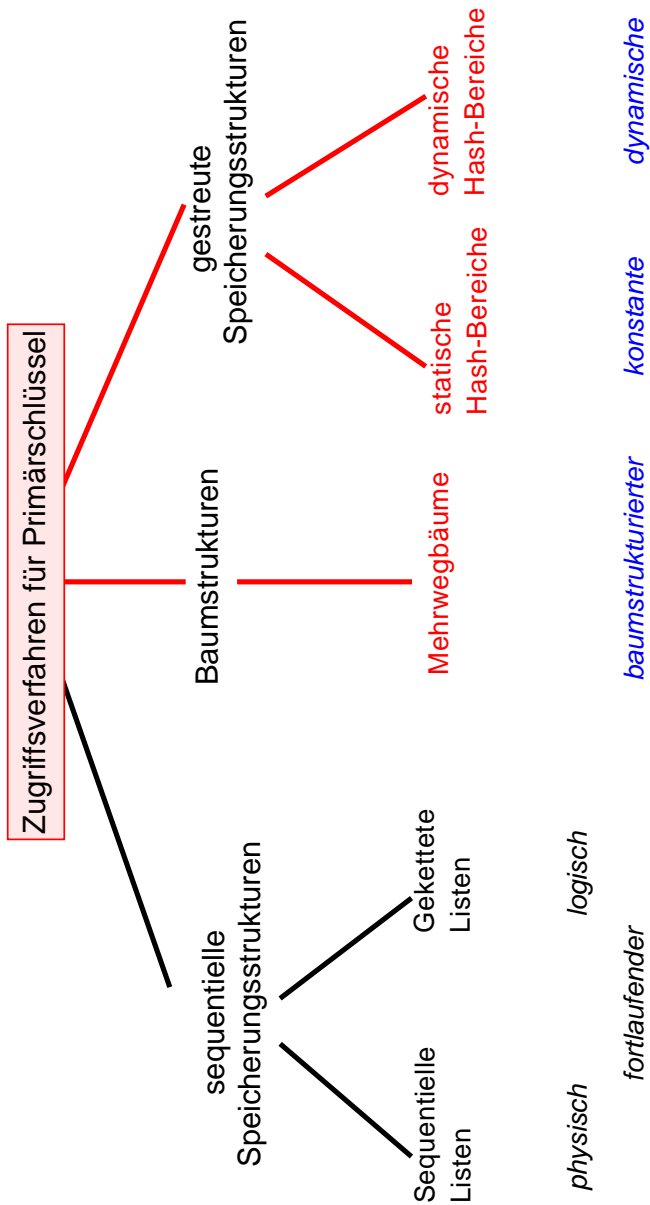 Zugriffsverfahren für Primärschlüssel
sequentielle
Speicherungsstrukturen
Baumstrukturen
gestreute
Speicherungsstrukturen
Sequentielle
Listen
Gekettete
Listen
Mehrwegbäume
statische
Hash-Bereiche
dynamische
Hash-Bereiche
physisch
logisch
fortlaufender
baumstrukturierter
konstante
dynamische